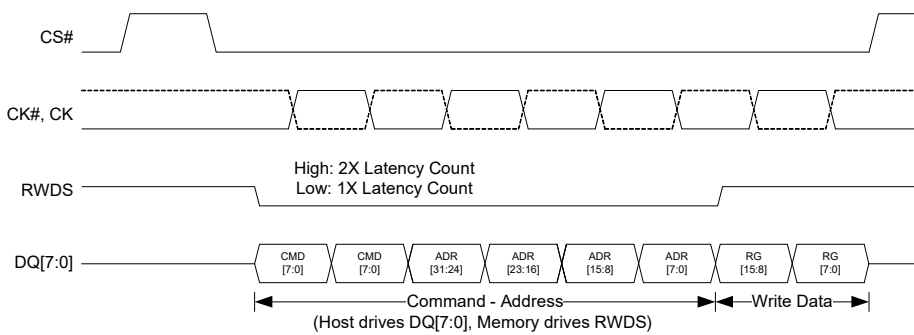 CS#
CK#, CK
High: 2X Latency Count
RWDS
Low: 1X Latency Count
DQ[7:0]
CMD [7:0] CMD [7:0] ADR [31:24] ADR [23:16] ADR [15:8] ADR [7:0] RG [15:8] RG [7:0]
Command - Address Write Data
(Host drives DQ[7:0], Memory drives RWDS)